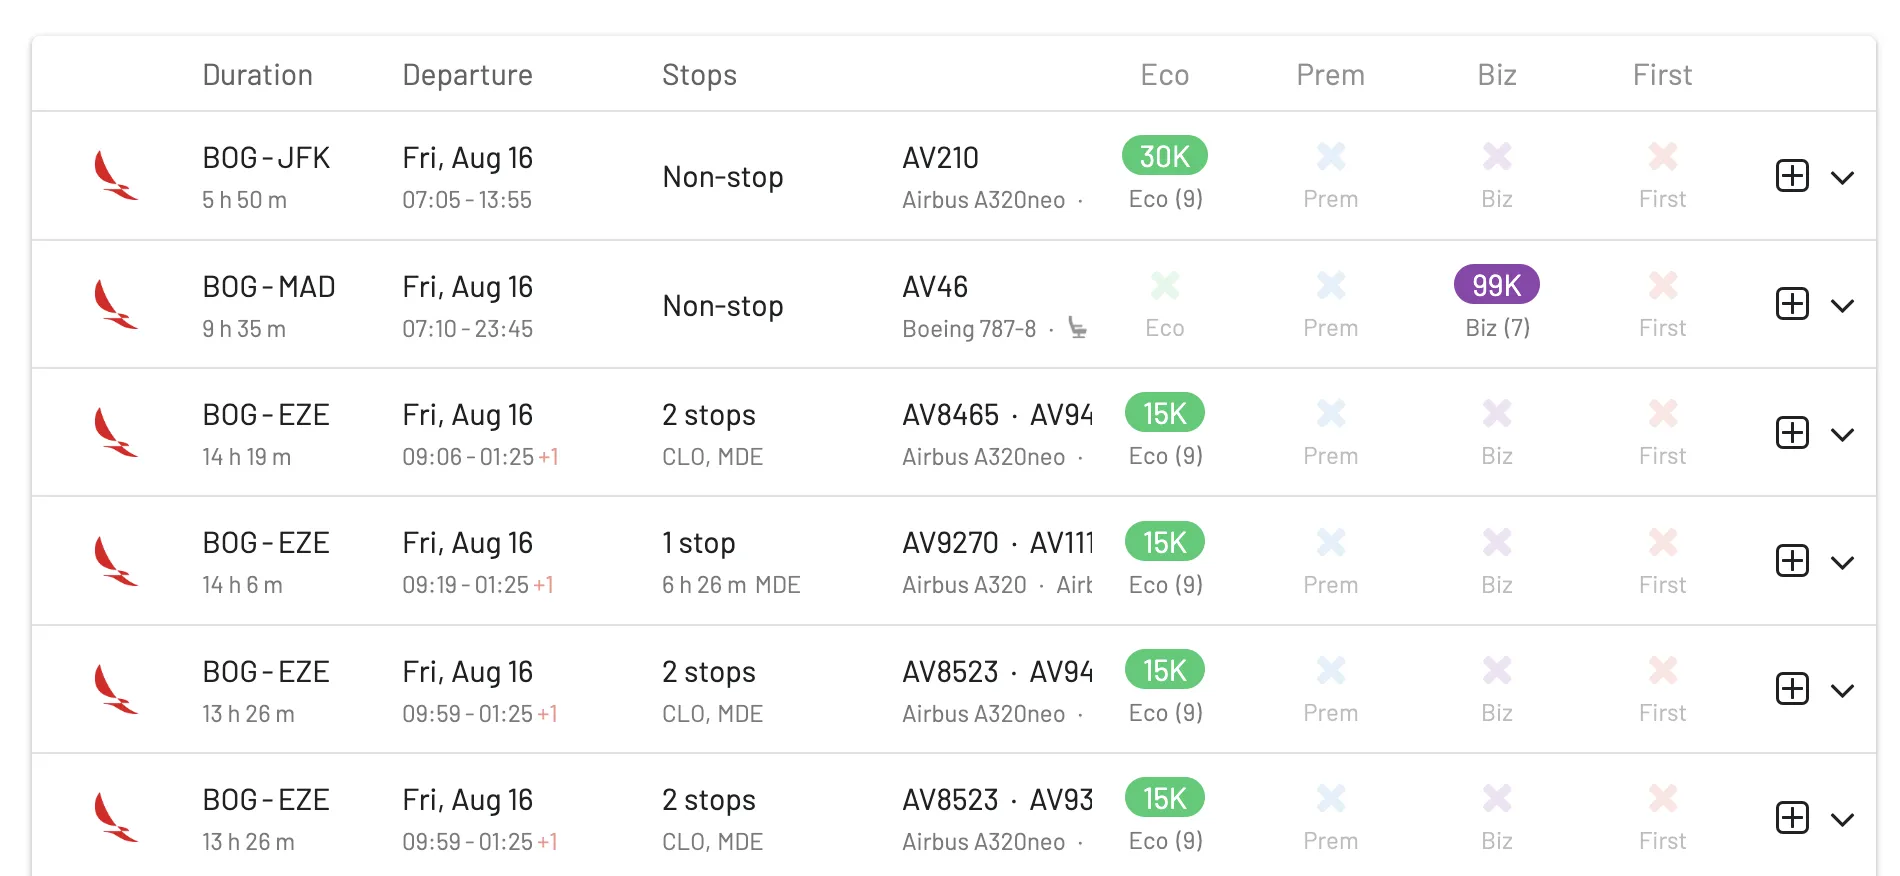 Duration Departure Stops Eco Prem Biz First
BOG - JFK Fri, Aug 16 Non-stop AV210 30K
5 h 50 m 07:05 - 13:55 Airbus A320neo · Eco (9) Prem Biz First
BOG - MAD Fri, Aug 16 Non-stop AV46 99K
9 h 35 m 07:10 - 23:45 Boeing 787-8 · Eco Prem Biz (7) First
BOG - EZE Fri, Aug 16 2 stops AV8465 · AV94 15K
14 h 19 m 09:06 - 01:25 +1 CLO, MDE Airbus A320neo · Eco (9) Prem Biz First
BOG - EZE Fri, Aug 16 1 stop AV9270 · AV111 15K
14 h 6 m 09:19 - 01:25 +1 6 h 26 m MDE Airbus A320 · Airb Eco (9) Prem Biz First
BOG - EZE Fri, Aug 16 2 stops AV8523 · AV94 15K
13 h 26 m 09:59 - 01:25 +1 CLO, MDE Airbus A320neo · Eco (9) Prem Biz First
BOG - EZE Fri, Aug 16 2 stops AV8523 · AV93 15K
13 h 26 m 09:59 - 01:25 +1 CLO, MDE Airbus A320neo · Eco (9) Prem Biz First